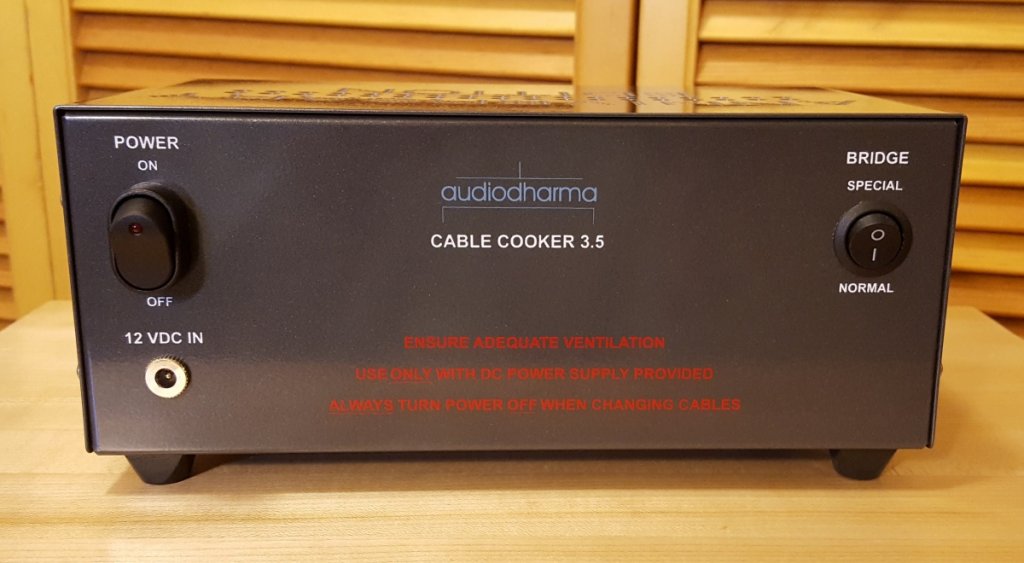 POWER
ON
OFF
12 VDC IN
audiodharma
CABLE COOKER 3.5
BRIDGE
SPECIAL
O
I
NORMAL
ENSURE ADEQUATE VENTILATION
USE ONLY WITH DC POWER SUPPLY PROVIDED
ALWAYS TURN POWER OFF WHEN CHANGING CABLES